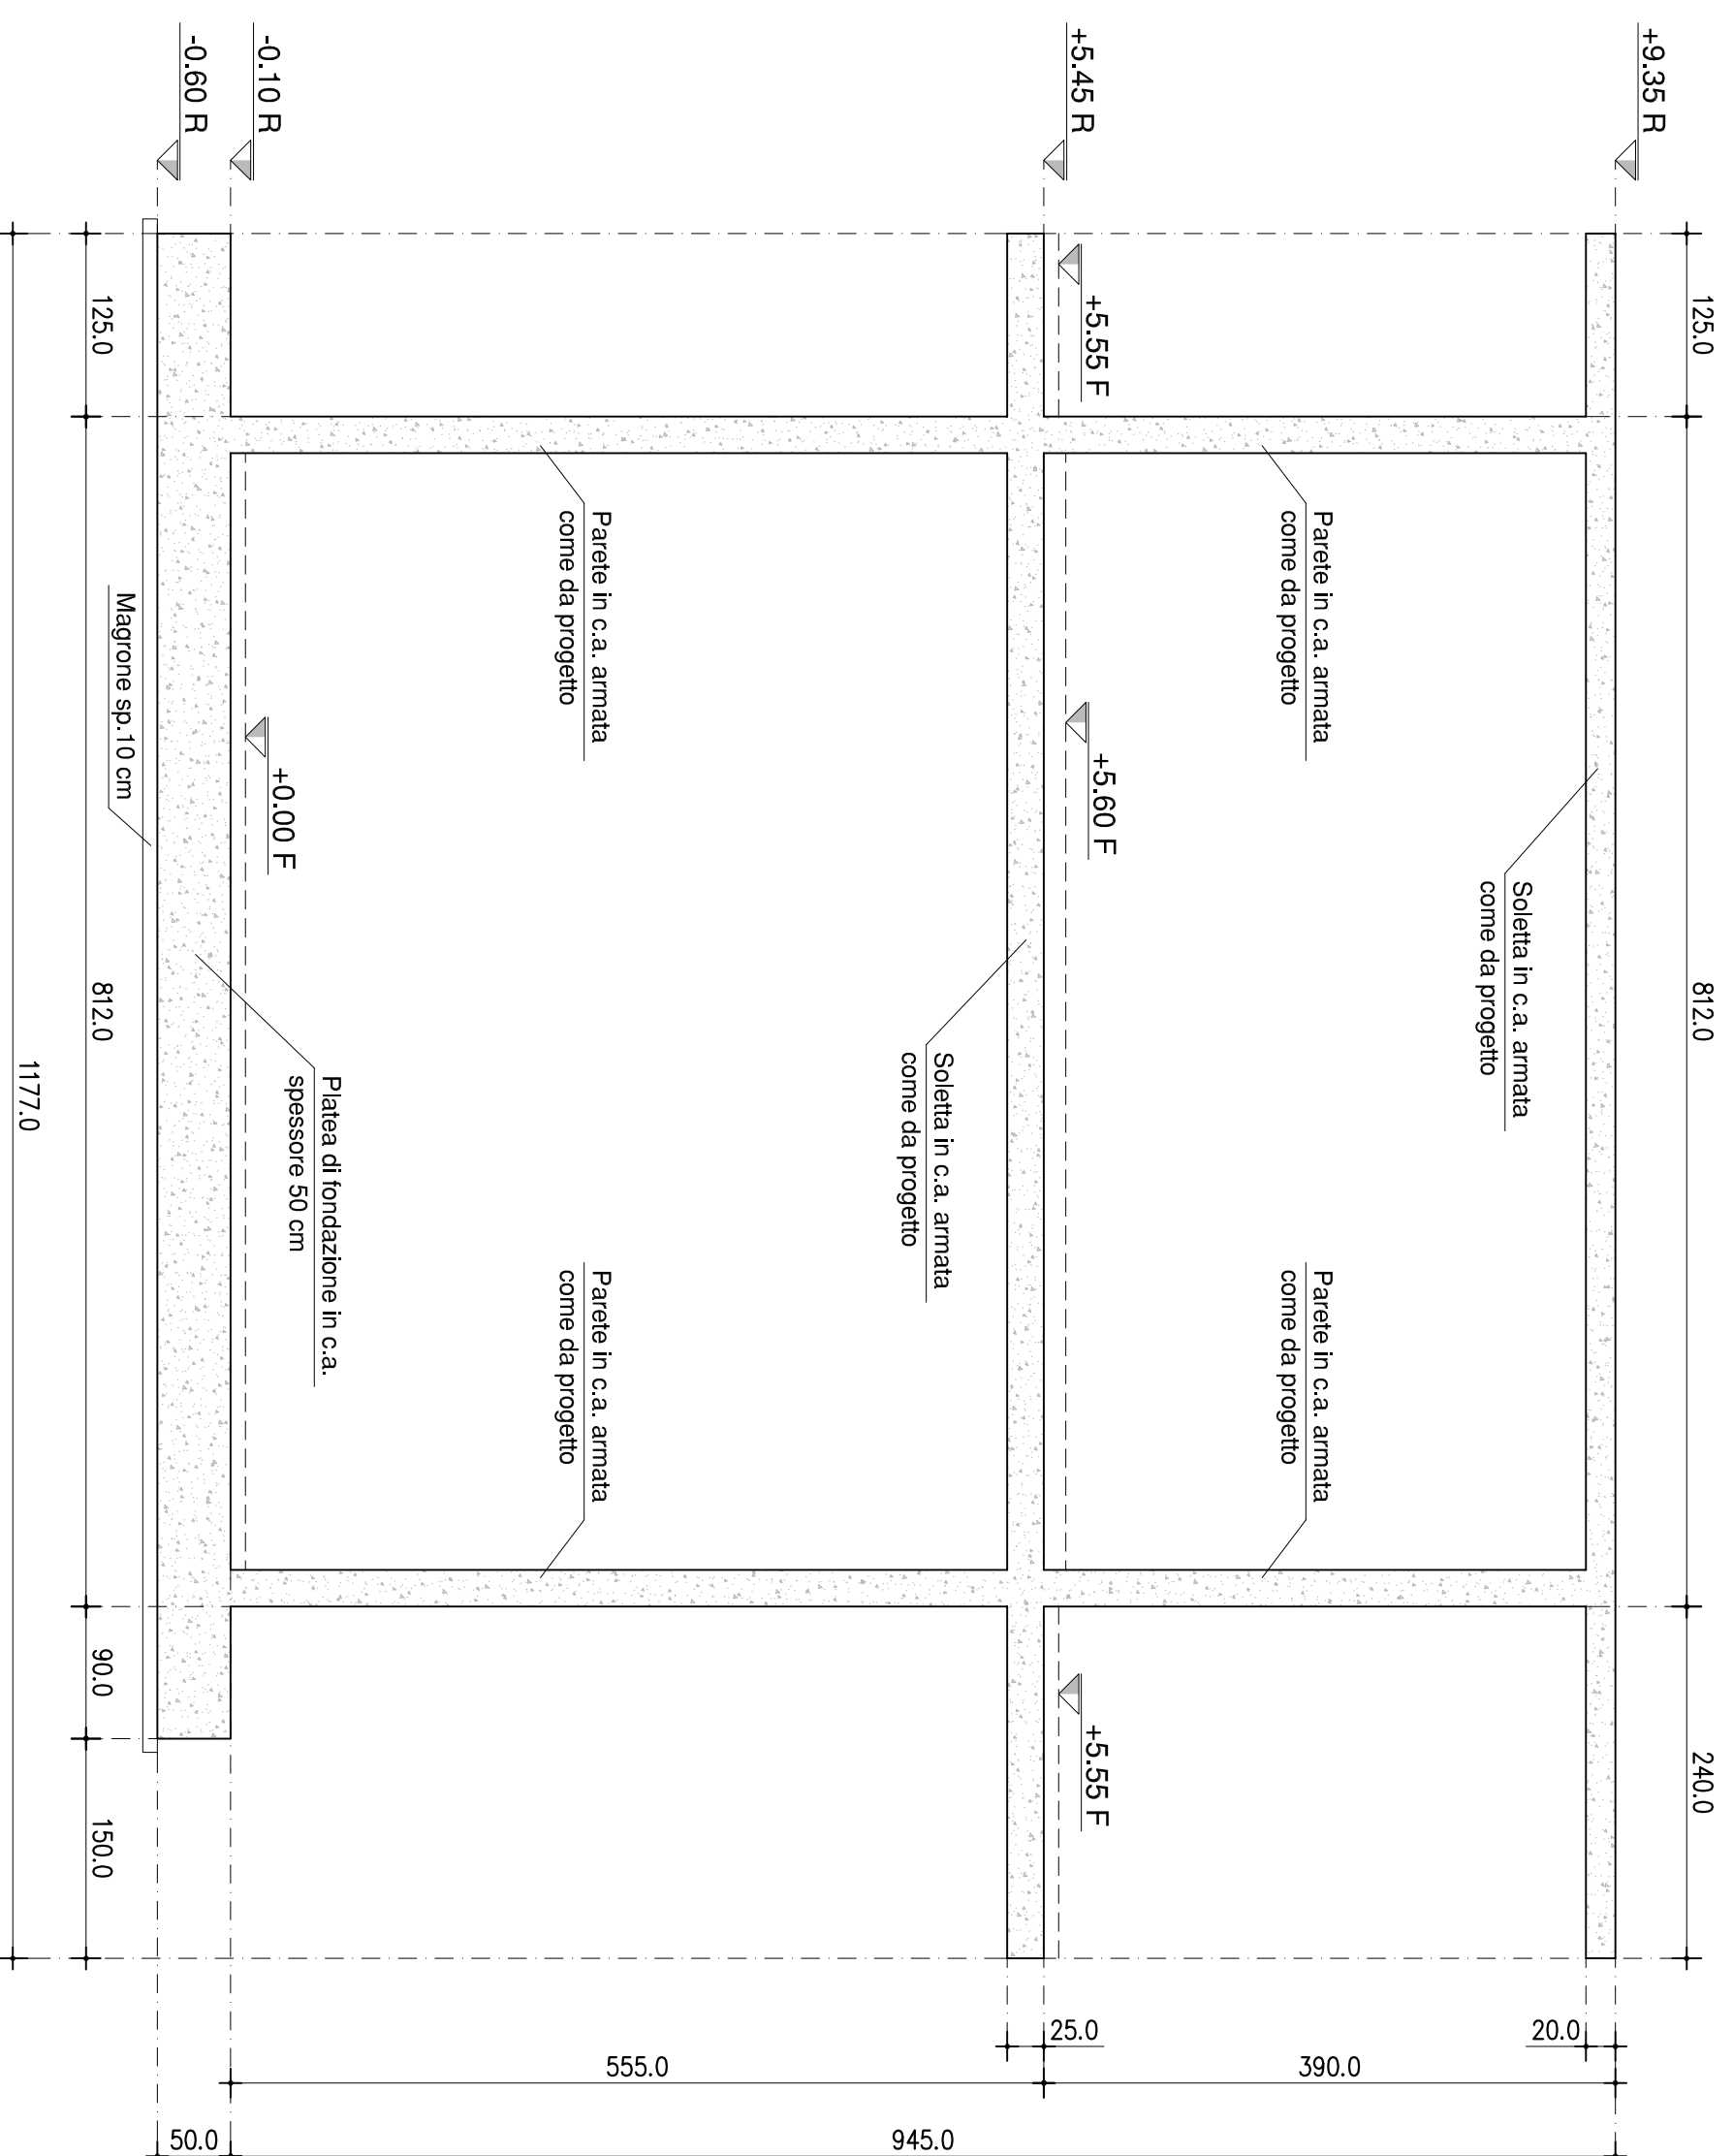 +9.35 R
+5.45 R
-0.10 R
-0.60 R
125.0
812.0
240.0
20.0
390.0
25.0
555.0
945.0
50.0
+5.55 F
+5.60 F
+5.55 F
+0.00 F
Soletta in c.a. armata
come da progetto
Parete in c.a. armata
come da progetto
Parete in c.a. armata
come da progetto
Soletta in c.a. armata
come da progetto
Parete in c.a. armata
come da progetto
Parete in c.a. armata
come da progetto
Platea di fondazione in c.a.
spessore 50 cm
Magrone sp.10 cm
125.0
812.0
90.0
150.0
1177.0